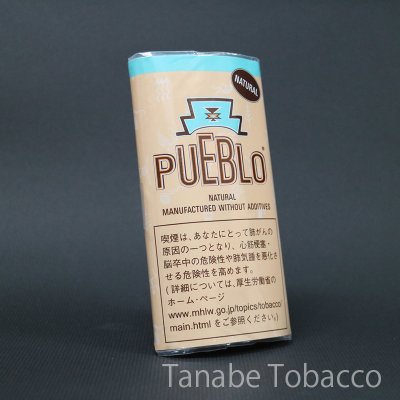 NATURAL
PUEBLO
NATURAL
MANUFACTURED WITHOUT ADDITIVES
喫煙は、あなたにとって肺がんの
原因の一つとなり、心筋梗塞・
脳卒中の危険性や肺気腫を悪化さ
せる危険性を高めます。
(詳細については、厚生労働省の
ホーム・ページ
www.mhlw.go.jp/topics/tobacco/
main.html をご参照ください。)
Tanabe Tobacco